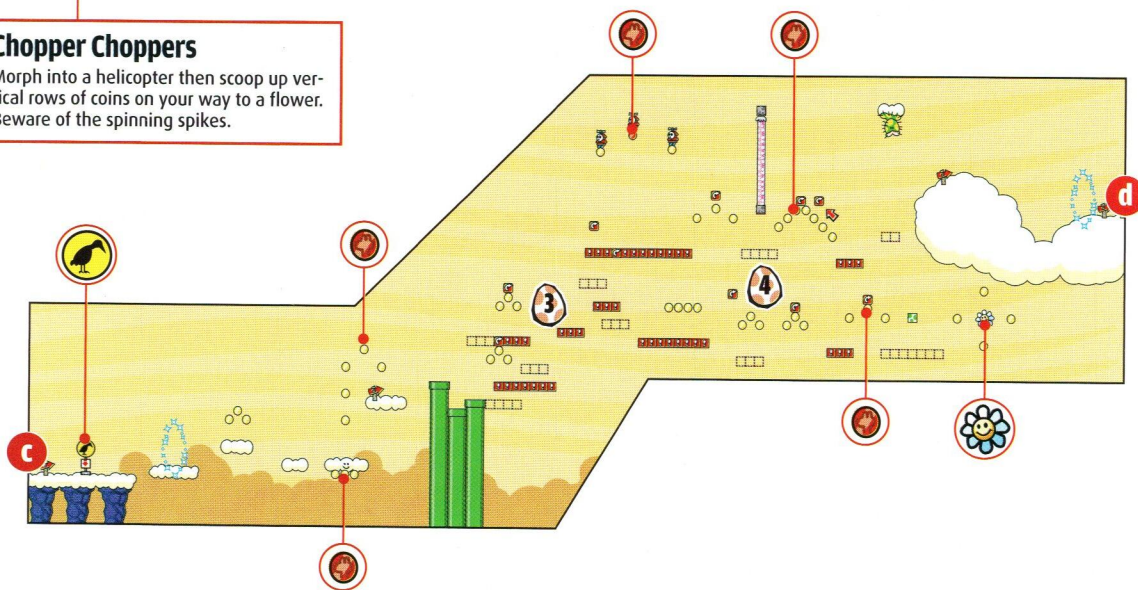 Chopper Choppers
Morph into a helicopter then scoop up ver-
tical rows of coins on your way to a flower.
Beware of the spinning spikes.
3
4
d
c